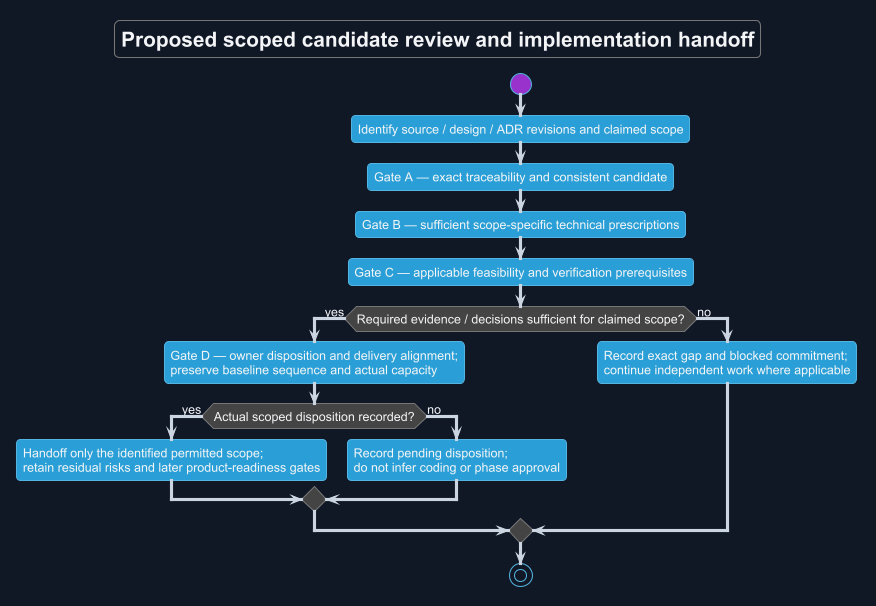 Proposed scoped candidate review and implementation handoff
Identify source / design / ADR revisions and claimed scope
Gate A — exact traceability and consistent candidate
Gate B — sufficient scope-specific technical prescriptions
Gate C — applicable feasibility and verification prerequisites
yes
Required evidence / decisions sufficient for claimed scope?
no
Gate D — owner disposition and delivery alignment;
preserve baseline sequence and actual capacity
Record exact gap and blocked commitment;
continue independent work where applicable
yes
Actual scoped disposition recorded?
no
Handoff only the identified permitted scope;
retain residual risks and later product-readiness gates
Record pending disposition;
do not infer coding or phase approval